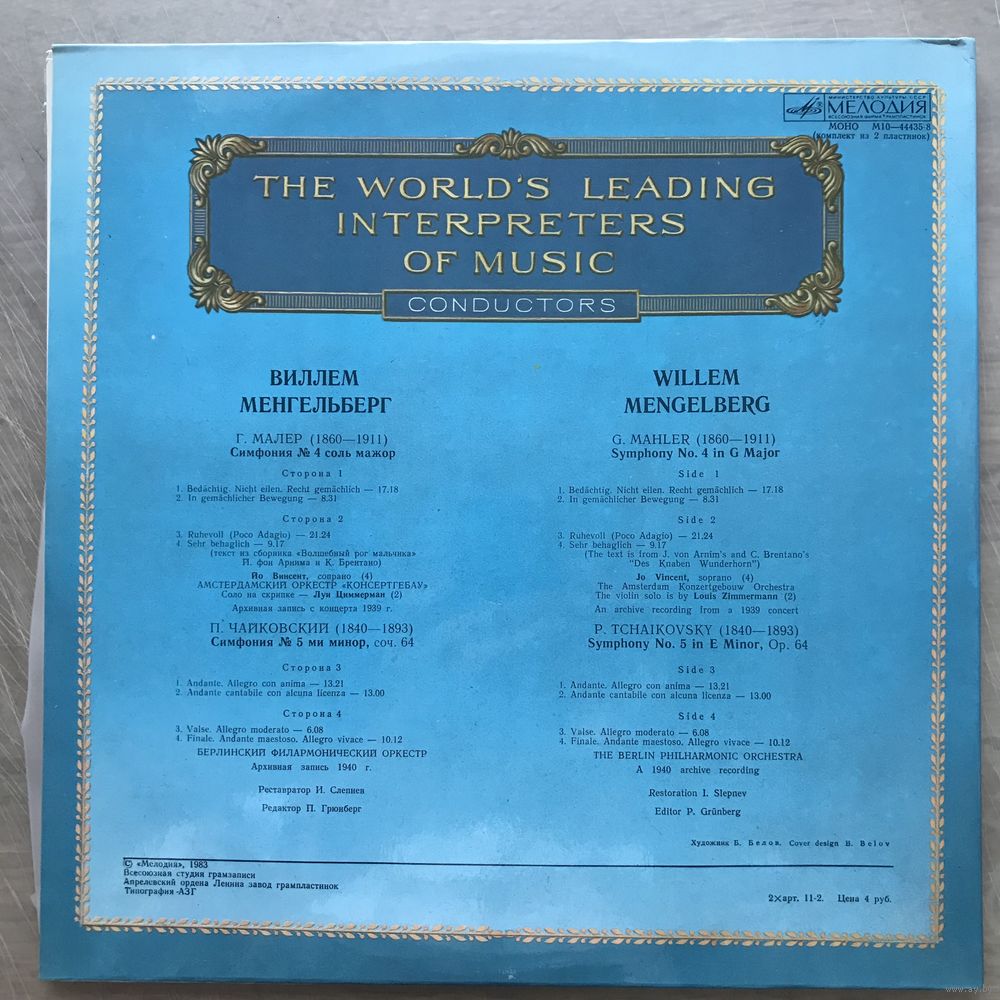 МИНИСТЕРСТВО КУЛЬТУРЫ СССР
МЕЛОДИЯ
ВСЕСОЮЗНАЯ ФИРМА ГРАМПЛАСТИНОК
МОНО М10—44435-8
(комплект из 2 пластинок)
THE WORLD'S LEADING
INTERPRETERS
OF MUSIC
CONDUCTORS
ВИЛЛЕМ
МЕНГЕЛЬБЕРГ
Г. МАЛЕР (1860—1911)
Симфония № 4 соль мажор
Сторона 1
1. Bedächtig. Nicht eilen. Recht gemächlich — 17.18
2. In gemächlicher Bewegung — 8.31
Сторона 2
3. Ruhevoll (Poco Adagio) — 21.24
4. Sehr behaglich — 9.17
(текст из сборника «Волшебный рог мальчика»
Й. фон Арнима и К. Брентано)
Йо Винсент, сопрано (4)
АМСТЕРДАМСКИЙ ОРКЕСТР «КОНСЕРТГЕБАУ»
Соло на скрипке — Луи Циммерман (2)
Архивная запись с концерта 1939 г.
П. ЧАЙКОВСКИЙ (1840—1893)
Симфония № 5 ми минор, соч. 64
Сторона 3
1. Andante. Allegro con anima — 13.21
2. Andante cantabile con alcuna licenza — 13.00
Сторона 4
3. Valse. Allegro moderato — 6.08
4. Finale. Andante maestoso. Allegro vivace — 10.12
БЕРЛИНСКИЙ ФИЛАРМОНИЧЕСКИЙ ОРКЕСТР
Архивная запись 1940 г.
Реставратор И. Слепнев
Редактор П. Грюнберг
WILLEM
MENGELBERG
G. MAHLER (1860—1911)
Symphony No. 4 in G Major
Side 1
1. Bedächtig. Nicht eilen. Recht gemächlich — 17.18
2. In gemächlicher Bewegung — 8.31
Side 2
3. Ruhevoll (Poco Adagio) — 21.24
4. Sehr behaglich — 9.17
(The text is from J. von Arnim's and C. Brentano's
"Des Knaben Wunderhorn")
Jo Vincent, soprano (4)
The Amsterdam Konzertgebouw Orchestra
The violin solo is by Louis Zimmermann (2)
An archive recording from a 1939 concert
P. TCHAIKOVSKY (1840—1893)
Symphony No. 5 in E Minor, Op. 64
Side 3
1. Andante. Allegro con anima — 13.21
2. Andante cantabile con alcuna licenza — 13.00
Side 4
3. Valse. Allegro moderato — 6.08
4. Finale. Andante maestoso. Allegro vivace — 10.12
THE BERLIN PHILHARMONIC ORCHESTRA
A 1940 archive recording
Restoration I. Slepnev
Editor P. Grünberg
Художник Б. Белов. Cover design B. Belov
© «Мелодия», 1983
Всесоюзная студия грамзаписи
Апрелевский ордена Ленина завод грампластинок
Типография АЗГ
2×арт. 11-2. Цена 4 руб.
www.ay.by